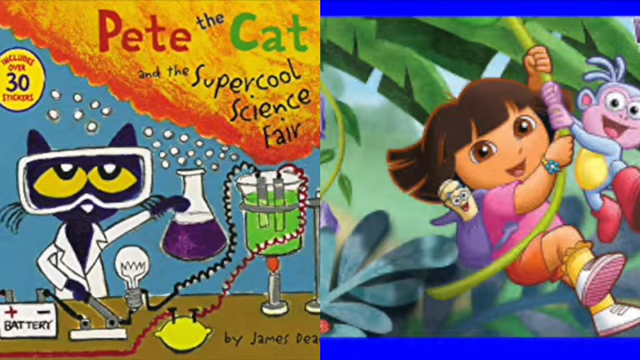 Pete the Cat
and the Supercool
Science
Fair
INCLUDES
OVER
30
STICKERS
+ -
BATTERY
by James Dea